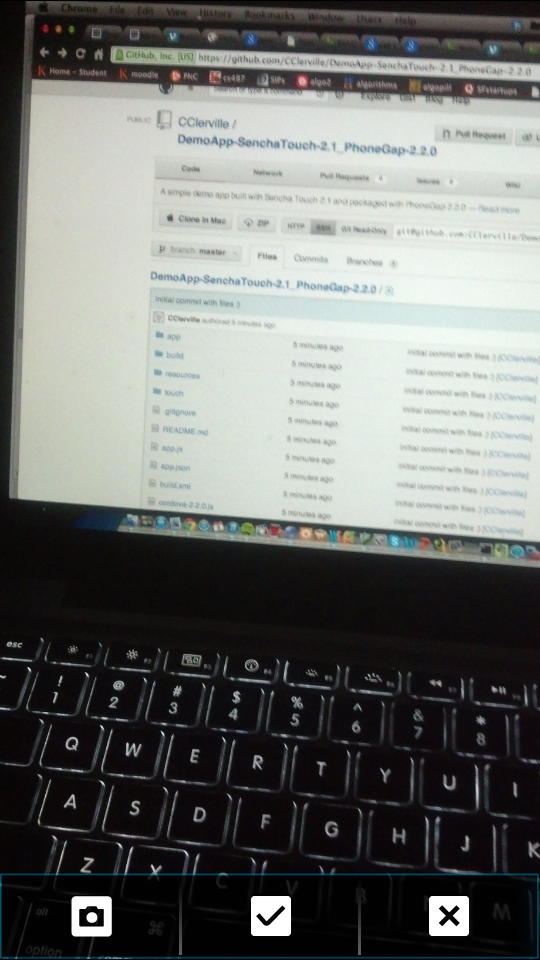 Chrome File Edit View History Bookmarks Window Users Help
GitHub, Inc. [US] https://github.com/CClerville/DemoApp-SenchaTouch-2.1_PhoneGap-2.2.0
Home - Student moodle PNC cs487 SIPs algo2 algorithms algopill SFstartups
Search or type a command Explore Gist Blog Help
PUBLIC CClerville /
DemoApp-SenchaTouch-2.1_PhoneGap-2.2.0
Pull Request
Code Network Pull Requests Issues Wiki
A simple demo app built with Sencha Touch 2.1 and packaged with PhoneGap-2.2.0 — Read more
Clone in Mac ZIP HTTP SSH Git Read-Only git@github.com:CClerville/Demo
branch: master Files Commits Branches
DemoApp-SenchaTouch-2.1_PhoneGap-2.2.0 /
initial commit with files :)
CClerville authored 5 minutes ago
app 5 minutes ago initial commit with files :) [CClerville]
build 5 minutes ago initial commit with files :) [CClerville]
resources 5 minutes ago initial commit with files :) [CClerville]
touch 5 minutes ago initial commit with files :) [CClerville]
.gitignore 5 minutes ago initial commit with files :) [CClerville]
README.md 5 minutes ago initial commit with files :) [CClerville]
app.js 5 minutes ago initial commit with files :) [CClerville]
app.json 5 minutes ago initial commit with files :) [CClerville]
build.xml 5 minutes ago initial commit with files :) [CClerville]
cordova-2.2.0.js 5 minutes ago initial commit with files :) [CClerville]
esc F1 F2 F3 F4 F5 F6 F7 F8
~ ! @ # $ % ^ & *
1 2 3 4 5 6 7 8
Q W E R T Y U I
A S D F G H J K
Z X C V B M
alt ⌘
option